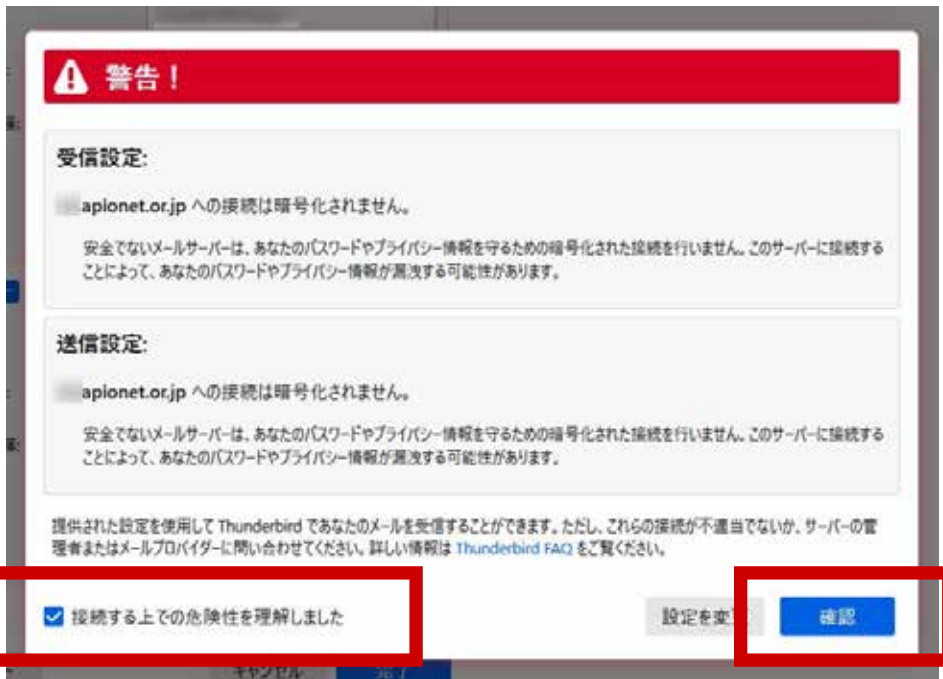 警告！
受信設定:
apionet.or.jp への接続は暗号化されません。
安全でないメールサーバーは、あなたのパスワードやプライバシー情報を守るための暗号化された接続を行いません。このサーバーに接続する
ことによって、あなたのパスワードやプライバシー情報が漏洩する可能性があります。
送信設定:
apionet.or.jp への接続は暗号化されません。
安全でないメールサーバーは、あなたのパスワードやプライバシー情報を守るための暗号化された接続を行いません。このサーバーに接続する
ことによって、あなたのパスワードやプライバシー情報が漏洩する可能性があります。
提供された設定を使用して Thunderbird であなたのメールを受信することができます。ただし、これらの接続が不適当でないか、サーバーの管
理者またはメールプロバイダーに問い合わせてください。詳しい情報は Thunderbird FAQ をご覧ください。
接続する上での危険性を理解しました
設定を変
確認
キャンセル
完了